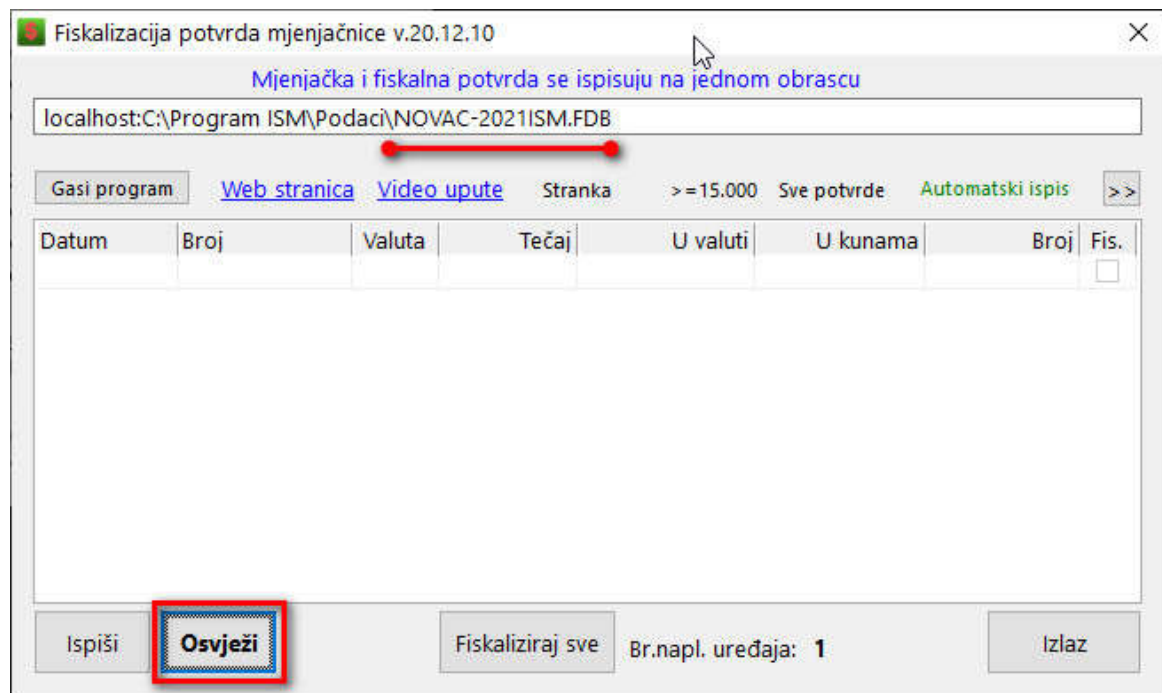 Fiskalizacija potvrda mjenjačnice v.20.12.10
Mjenjačka i fiskalna potvrda se ispisuju na jednom obrascu
localhost:C:\Program ISM\Podaci\NOVAC-2021ISM.FDB
Gasi program Web stranica Video upute Stranka >=15.000 Sve potvrde Automatski ispis >>
Datum Broj Valuta Tečaj U valuti U kunama Broj Fis.
Ispiši Osvježi Fiskaliziraj sve Br.napl. uređaja: 1 Izlaz